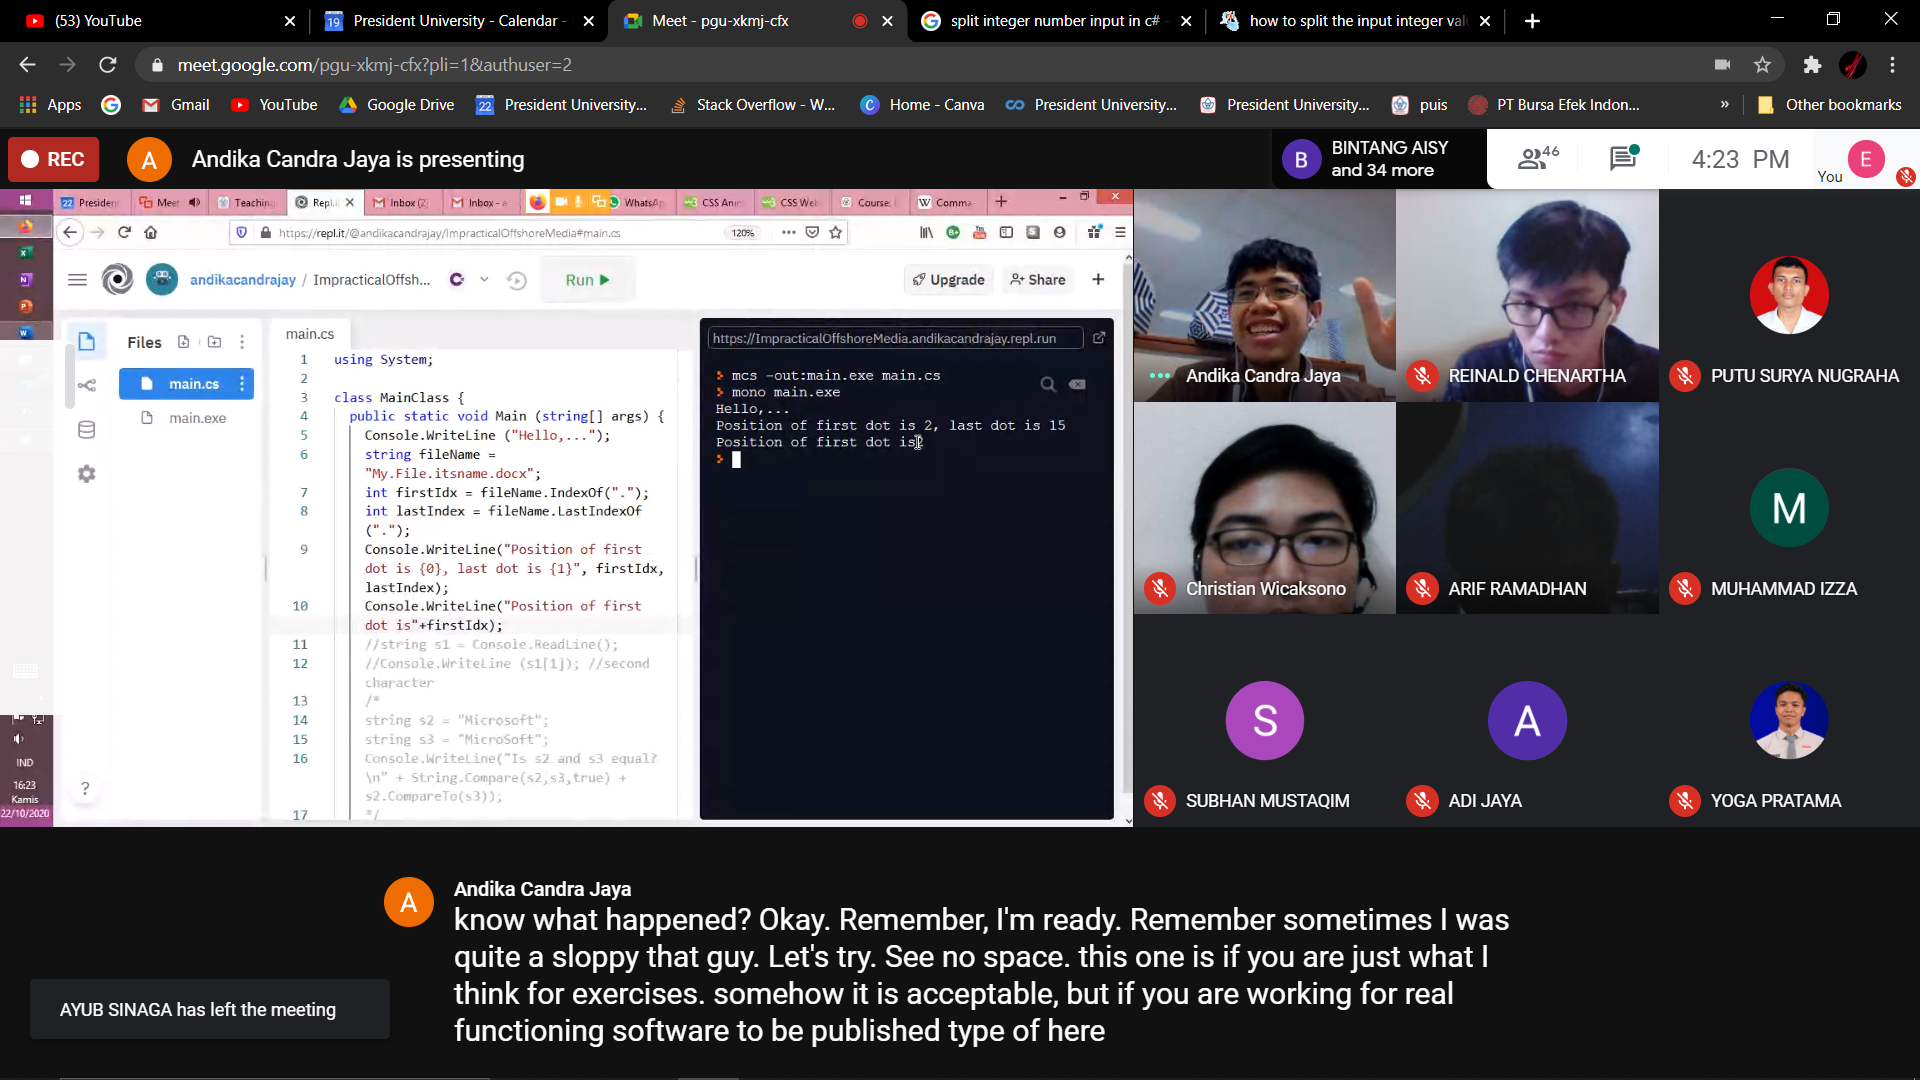 (53) YouTube
President University - Calendar -
Meet - pgu-xkmj-cfx
split integer number input in c# -
how to split the input integer val
meet.google.com/pgu-xkmj-cfx?pli=1&authuser=2
Apps
Gmail
YouTube
Google Drive
President University...
Stack Overflow - W...
Home - Canva
President University...
President University...
puis
PT Bursa Efek Indon...
»
Other bookmarks
REC
A
Andika Candra Jaya is presenting
B
BINTANG AISY
and 34 more
46
4:23 PM
You
E
Presiden
Meet
Teaching
Repl.i
Inbox (2)
Inbox - a
WhatsA
CSS Ani
CSS We
Course:
Comma
https://repl.it/@andikacandrajay/ImpracticalOffshoreMedia#main.cs
120%
andikacandrajay / ImpracticalOffsh...
Run
Upgrade
Share
Files
main.cs
main.exe
main.cs
1 using System;
2
3 class MainClass {
4 public static void Main (string[] args) {
5 Console.WriteLine ("Hello,...");
6 string fileName =
"My.File.itsname.docx";
7 int firstIdx = fileName.IndexOf(".");
8 int lastIndex = fileName.LastIndexOf
(".");
9 Console.WriteLine("Position of first
dot is {0}, last dot is {1}", firstIdx,
lastIndex);
10 Console.WriteLine("Position of first
dot is"+firstIdx);
11 //string s1 = Console.ReadLine();
12 //Console.WriteLine (s1[1]); //second
character
13 /*
14 string s2 = "Microsoft";
15 string s3 = "MicroSoft";
16 Console.WriteLine("Is s2 and s3 equal?
\n" + String.Compare(s2,s3,true) +
s2.CompareTo(s3));
17 */
https://ImpracticalOffshoreMedia.andikacandrajay.repl.run
mcs -out:main.exe main.cs
mono main.exe
Hello,...
Position of first dot is 2, last dot is 15
Position of first dot is2
IND
16:23
Kamis
22/10/2020
?
Andika Candra Jaya
REINALD CHENARTHA
PUTU SURYA NUGRAHA
Christian Wicaksono
ARIF RAMADHAN
M
MUHAMMAD IZZA
S
SUBHAN MUSTAQIM
A
ADI JAYA
YOGA PRATAMA
A
Andika Candra Jaya
know what happened? Okay. Remember, I'm ready. Remember sometimes I was
quite a sloppy that guy. Let's try. See no space. this one is if you are just what I
think for exercises. somehow it is acceptable, but if you are working for real
functioning software to be published type of here
AYUB SINAGA has left the meeting